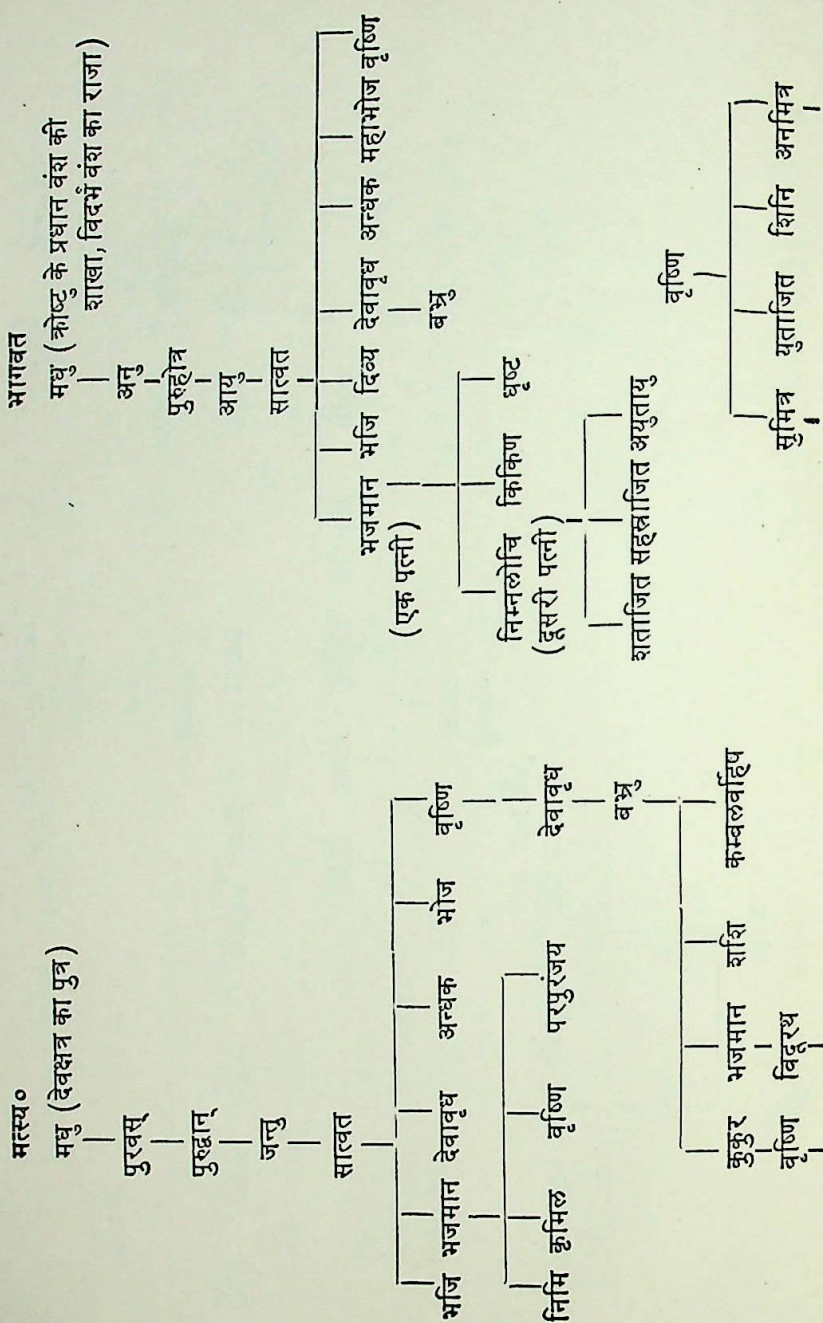 मत्स्य०
मधु (देवक्षत्र का पुत्र)
पुरवस्
पुरुद्वान्
जन्तु
सात्वत
भजि भजमान देवावृध अन्धक भोज वृष्णि
निमि कृमिल वृष्णि परपुरंजय देवावृध
बभ्रु
कुकुर भजमान शशि कम्बलवर्हिष
वृष्णि विदूरथ
भागवत
मधु (क्रोष्टु के प्रधान वंश की
शाखा, विदर्भ वंश का राजा)
अनु
पुरुहोत्र
आयु
सात्वत
भजमान भजि दिव्य देवावृध अन्धक महाभोज वृष्णि
(एक पत्नी) बभ्रु
निम्नलोचि किंकिण धृष्ट
(दूसरी पत्नी)
शताजित सहस्राजित अयुतायु
वृष्णि
सुमित्र युताजित शिनि अनमित्र